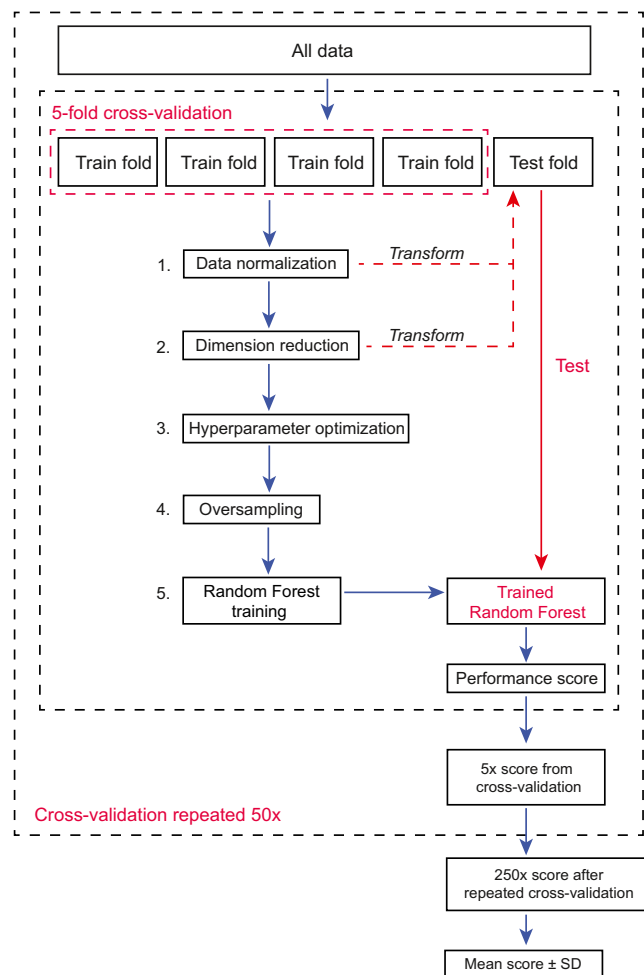 All data
5-fold cross-validation
Train fold
Train fold
Train fold
Train fold
Test fold
1.
Data normalization
Transform
2.
Dimension reduction
Transform
Test
3.
Hyperparameter optimization
4.
Oversampling
5.
Random Forest
training
Trained
Random Forest
Performance score
5x score from
cross-validation
Cross-validation repeated 50x
250x score after
repeated cross-validation
Mean score ± SD